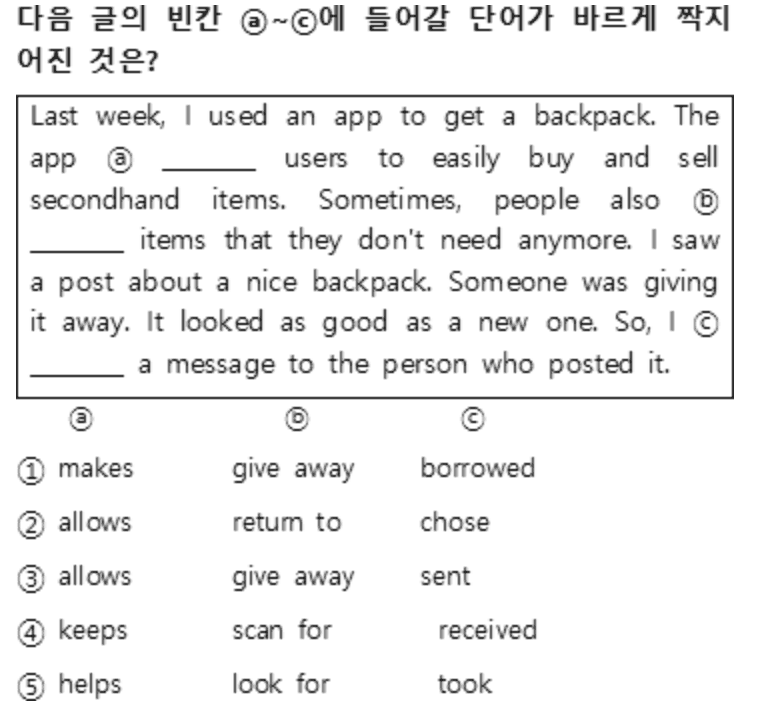 다음 글의 빈칸 ⓐ~ⓒ에 들어갈 단어가 바르게 짝지
어진 것은?
Last week, I used an app to get a backpack. The
app ⓐ ______ users to easily buy and sell
secondhand items. Sometimes, people also ⓑ
______ items that they don't need anymore. I saw
a post about a nice backpack. Someone was giving
it away. It looked as good as a new one. So, I ⓒ
______ a message to the person who posted it.
ⓐ ⓑ ⓒ
① makes give away borrowed
② allows return to chose
③ allows give away sent
④ keeps scan for received
⑤ helps look for took